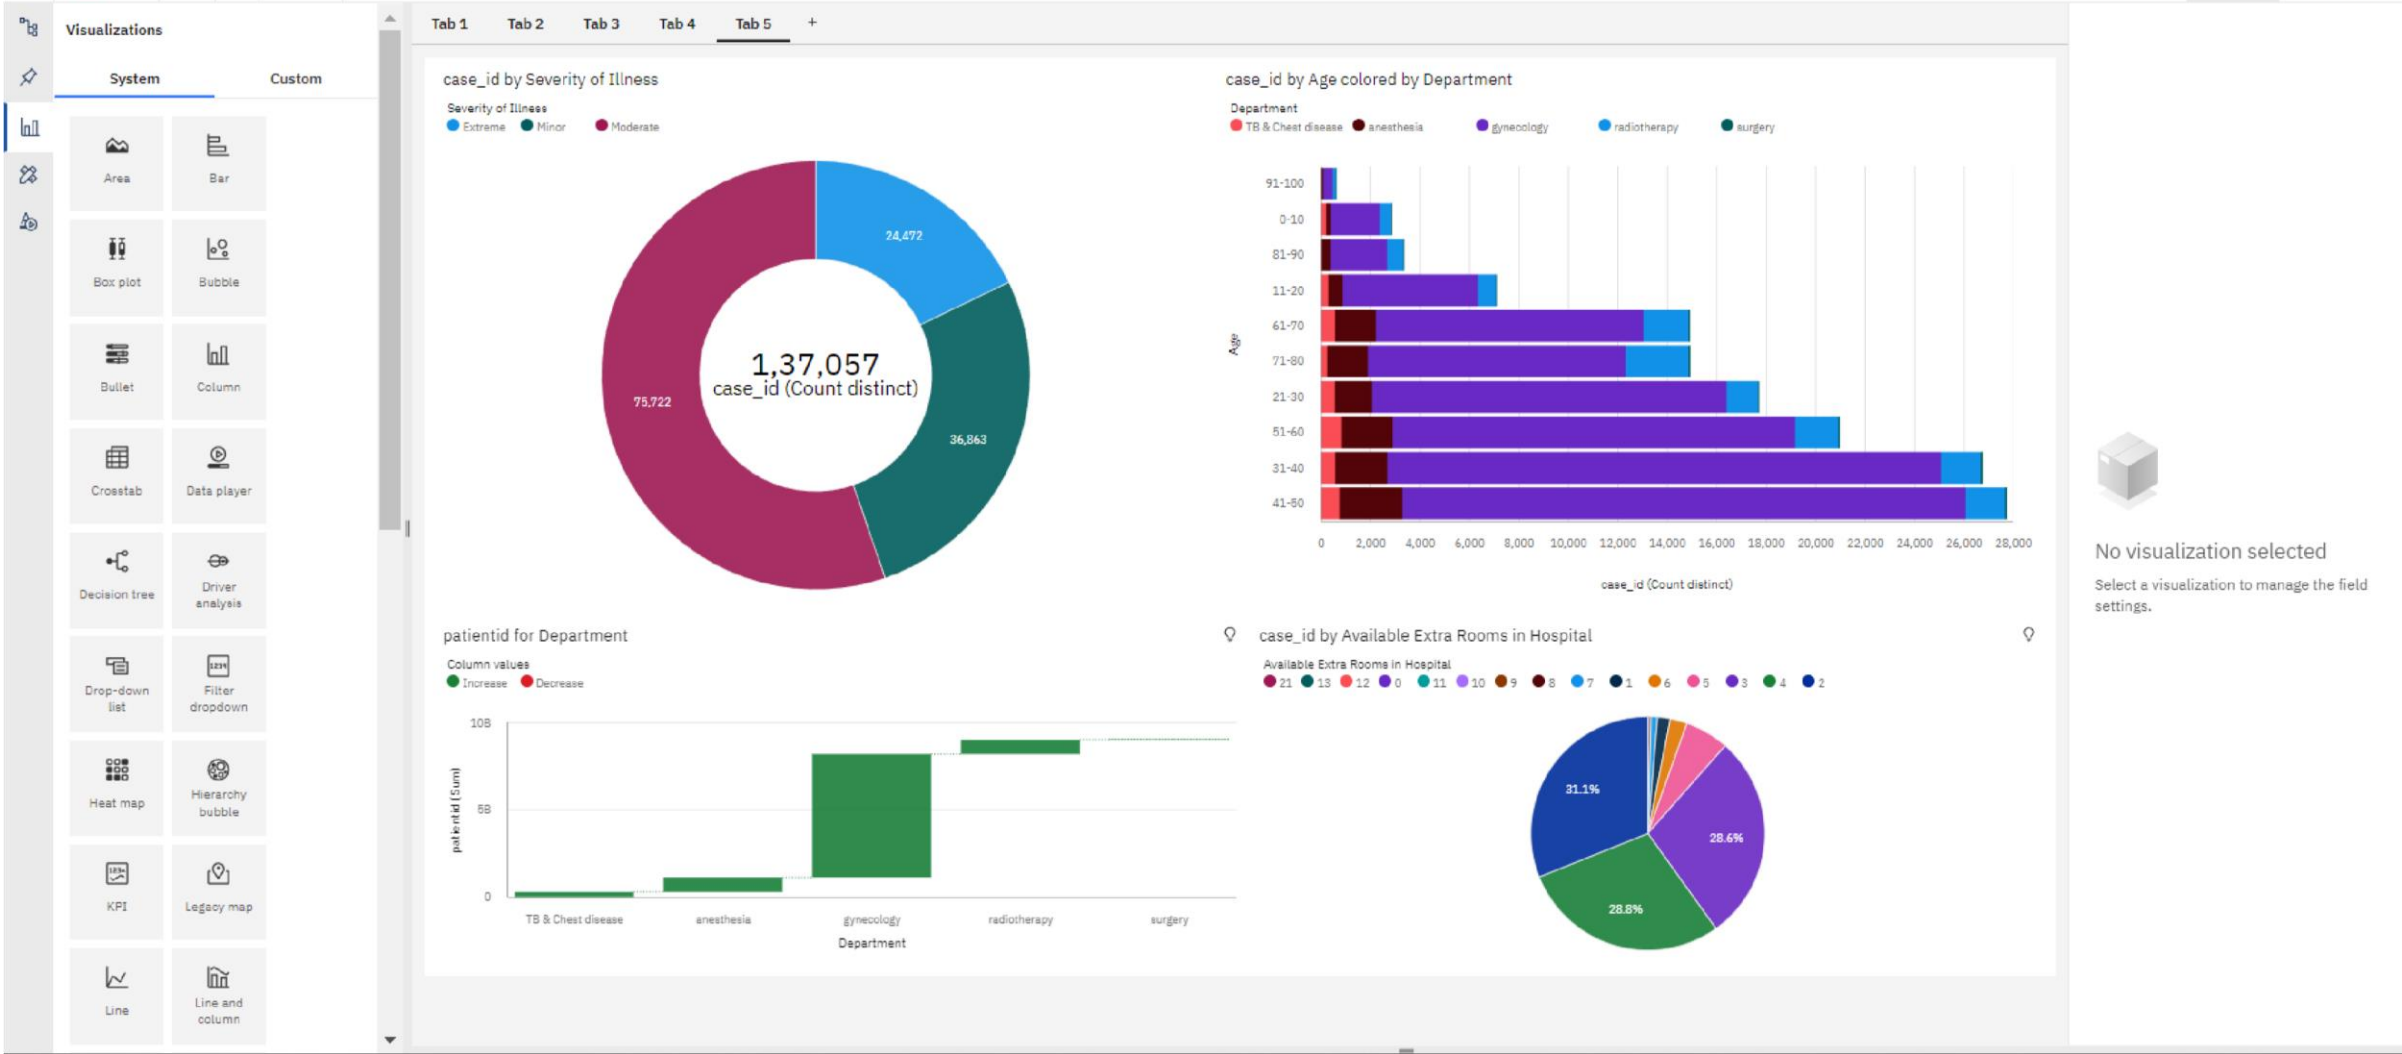 Visualizations
System
Custom
Area
Bar
Box plot
Bubble
Bullet
Column
Crosstab
Data player
Decision tree
Driver
analysis
Drop-down
list
Filter
dropdown
Heat map
Hierarchy
bubble
KPI
Legacy map
Line
Line and
column
Tab 1
Tab 2
Tab 3
Tab 4
Tab 5
+
case_id by Severity of Illness
Severity of Illness
Extreme
Minor
Moderate
24,472
36,863
75,722
1,37,057
case_id (Count distinct)
case_id by Age colored by Department
Department
TB & Chest disease
anesthesia
gynecology
radiotherapy
surgery
Age
91-100
0-10
81-90
11-20
61-70
71-80
21-30
51-60
31-40
41-50
0
2,000
4,000
6,000
8,000
10,000
12,000
14,000
16,000
18,000
20,000
22,000
24,000
26,000
28,000
case_id (Count distinct)
patientid for Department
Column values
Increase
Decrease
patientid (Sum)
10B
5B
0
TB & Chest disease
anesthesia
gynecology
radiotherapy
surgery
Department
case_id by Available Extra Rooms in Hospital
Available Extra Rooms in Hospital
21
13
12
0
11
10
9
8
7
1
6
5
3
4
2
31.1%
28.6%
28.8%
No visualization selected
Select a visualization to manage the field
settings.